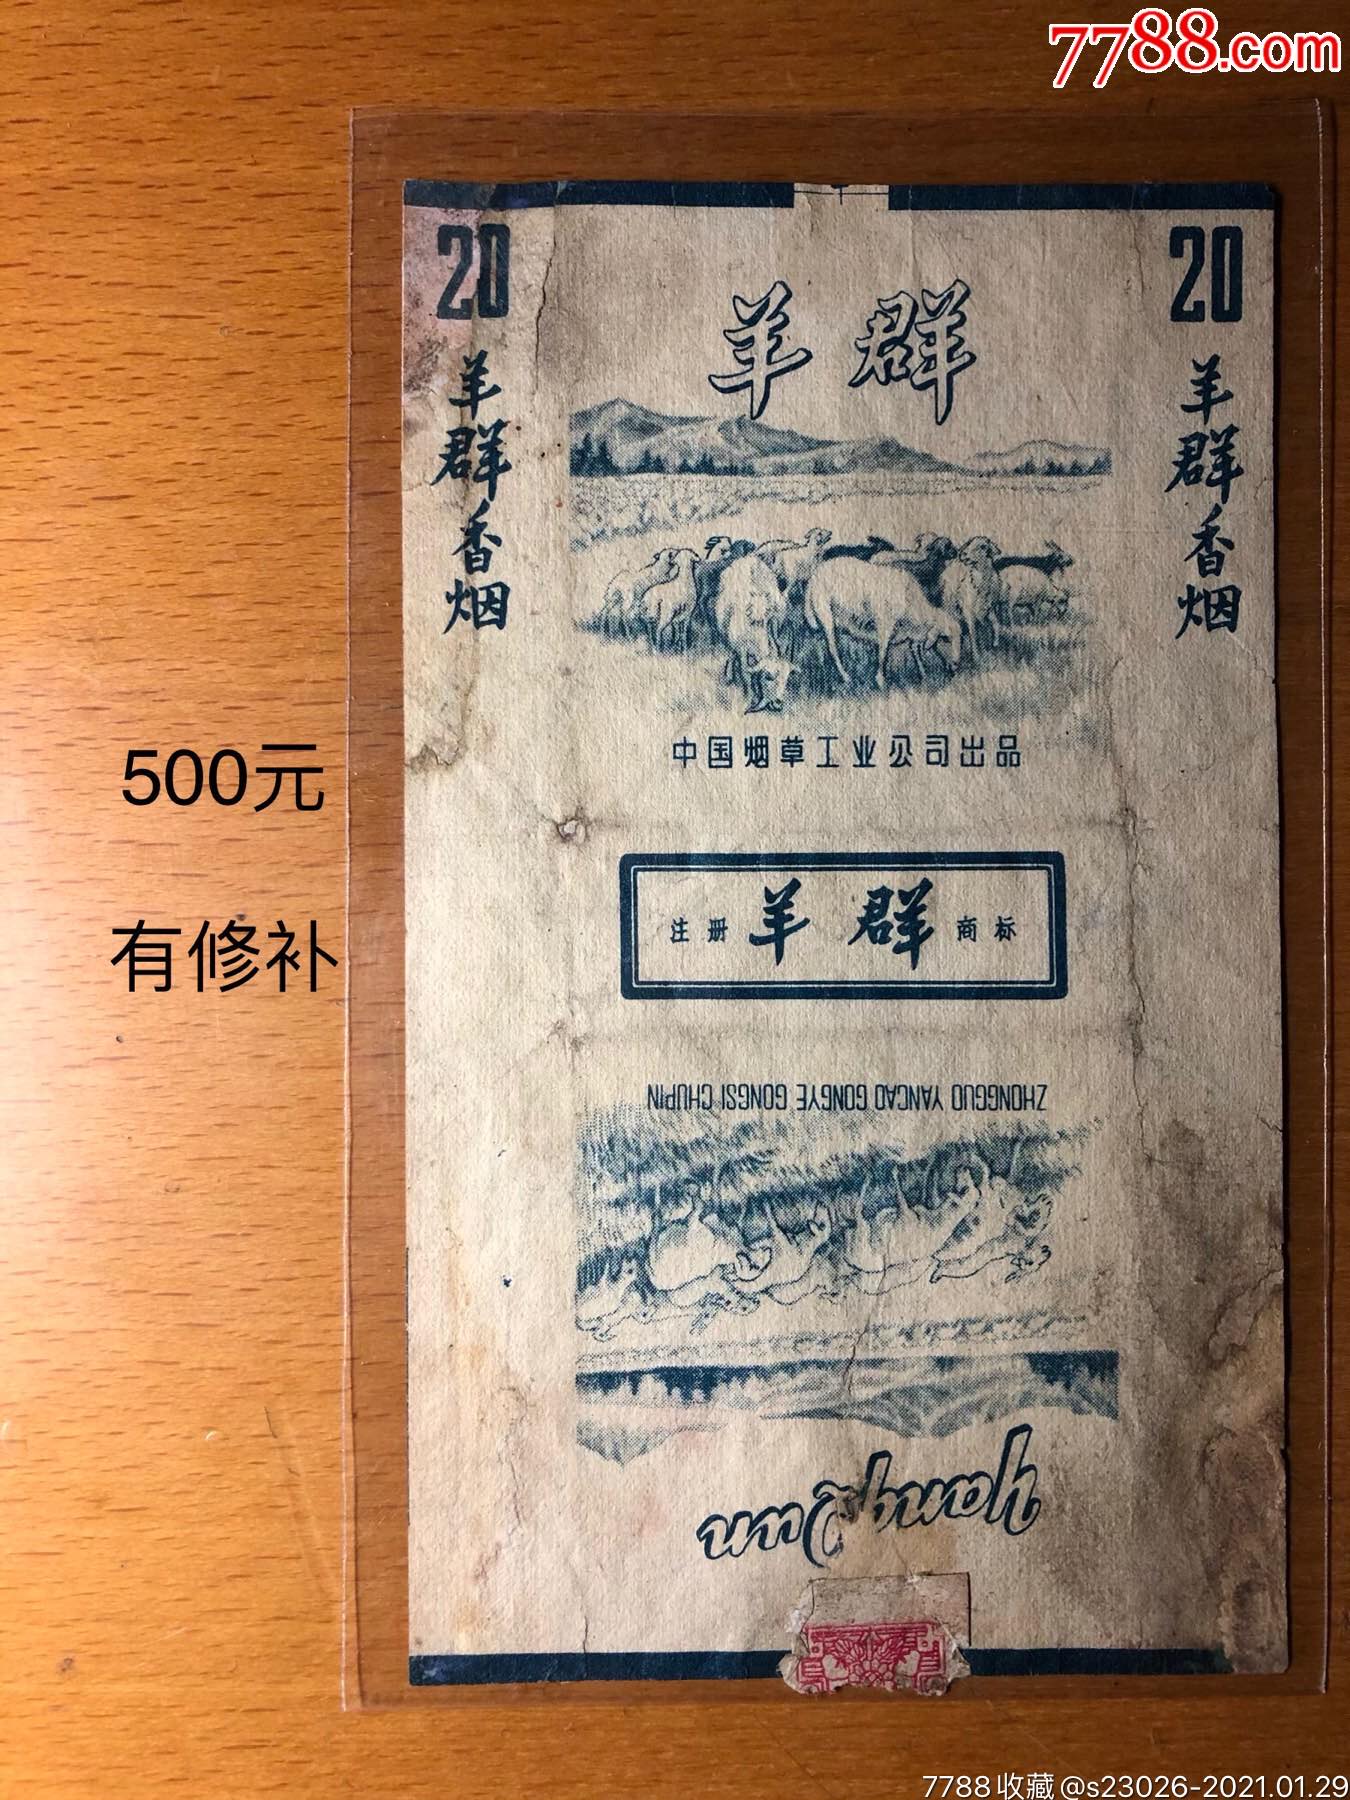 7788.com
20
20
羊群
羊群香烟
羊群香烟
中国烟草工业公司出品
500元
注册 羊群 商标
有修补
ZHONGGUO YANCAO GONGYE GONGSI CHUPIN
YangQun
7788收藏@s23026-2021.01.29